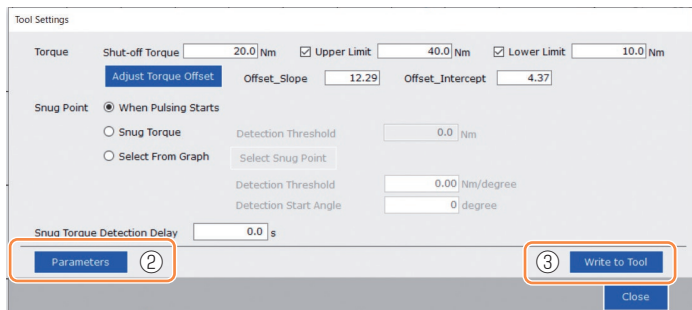 Tool Settings
Torque Shut-off Torque 20.0 Nm Upper Limit 40.0 Nm Lower Limit 10.0 Nm
Adjust Torque Offset Offset_Slope 12.29 Offset_Intercept 4.37
Snug Point When Pulsing Starts
Snug Torque Detection Threshold 0.0 Nm
Select From Graph Select Snug Point
Detection Threshold 0.00 Nm/degree
Detection Start Angle 0 degree
Snug Torque Detection Delay 0.0 s
Parameters ② ③ Write to Tool
Close